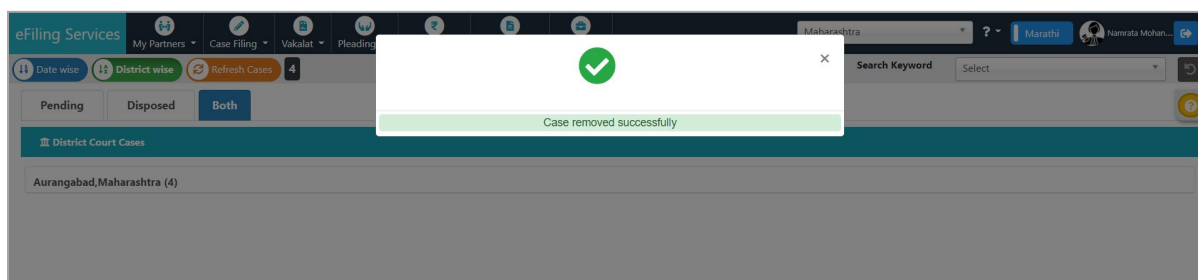 eFiling Services
My Partners
Case Filing
Vakalat
Pleading
Maharashtra
?
Marathi
Namrata Mohan...
Date wise
District wise
Refresh Cases
4
×
Search Keyword
Select
Pending
Disposed
Both
Case removed successfully
District Court Cases
Aurangabad,Maharashtra (4)